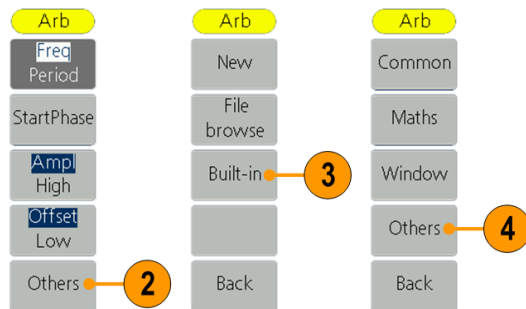 Arb
Freq
Period
StartPhase
Ampl
High
Offset
Low
Others
2
Arb
New
File
browse
Built-in
3
Back
Arb
Common
Maths
Window
Others
4
Back